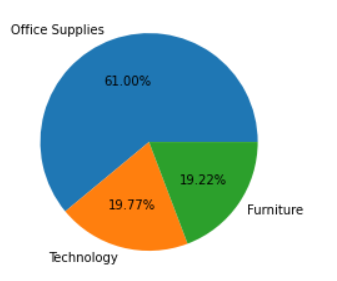 Office Supplies
61.00%
19.22%
19.77%
Furniture
Technology